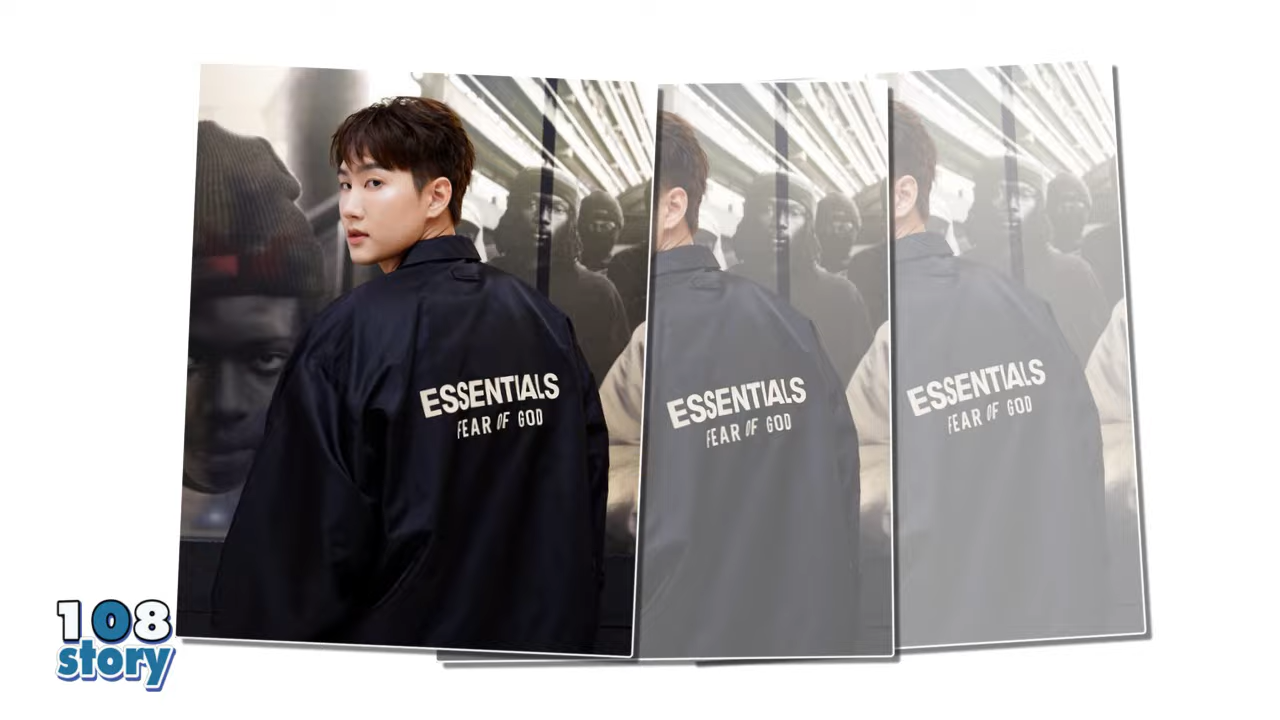 ESSENTIALS
FEAR OF GOD
ESSENTIALS
FEAR OF GOD
ESSENTIALS
FEAR OF GOD
108
story